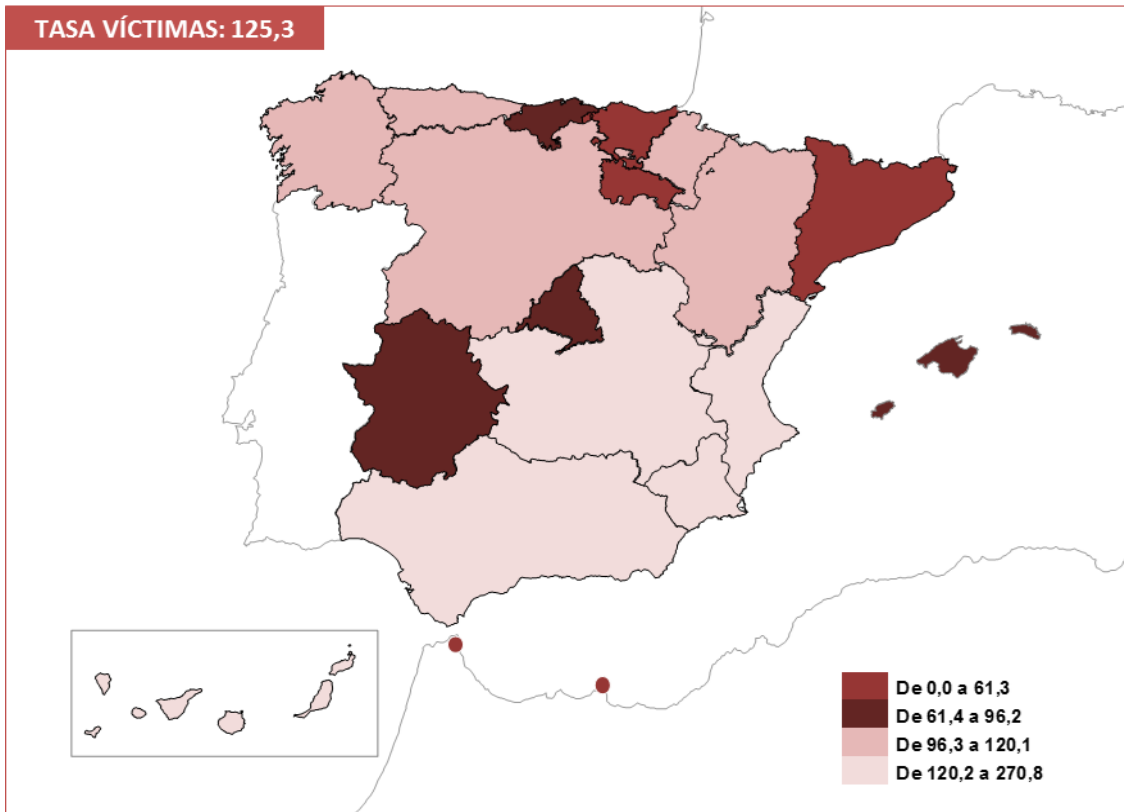 TASA VÍCTIMAS: 125,3
De 0,0 a 61,3
De 61,4 a 96,2
De 96,3 a 120,1
De 120,2 a 270,8